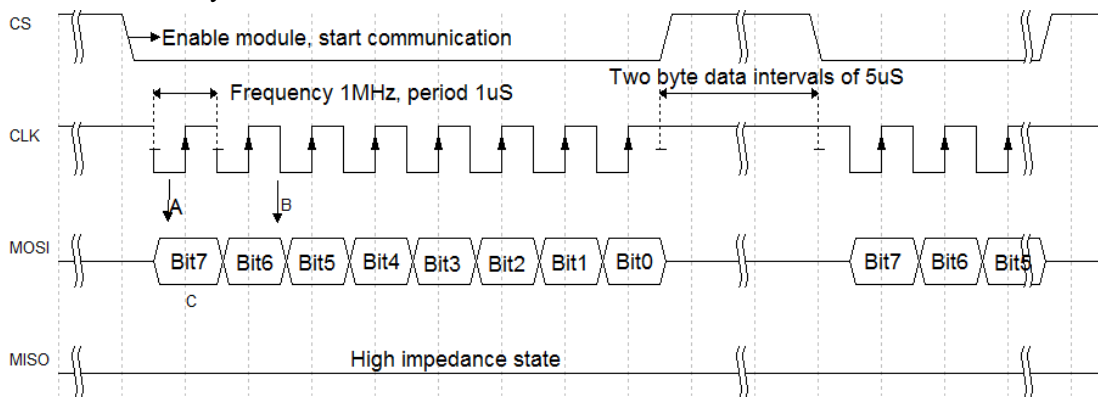 CS
Enable module, start communication
Two byte data intervals of 5uS
Frequency 1MHz, period 1uS
CLK
A
B
MOSI
Bit7 Bit6 Bit5 Bit4 Bit3 Bit2 Bit1 Bit0 Bit7 Bit6 Bit5
C
MISO
High impedance state